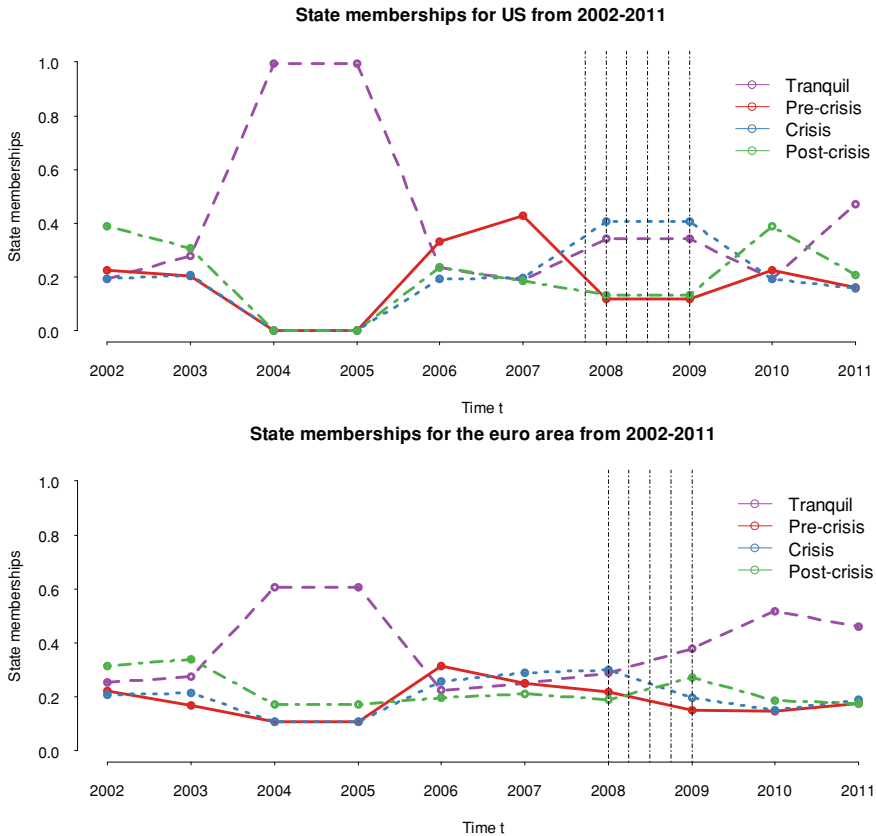 State memberships for US from 2002-2011
1.0
0.8
0.6
0.4
0.2
0.0
State memberships
Tranquil
Pre-crisis
Crisis
Post-crisis
2002 2003 2004 2005 2006 2007 2008 2009 2010 2011
Time t
State memberships for the euro area from 2002-2011
1.0
0.8
0.6
0.4
0.2
0.0
State memberships
Tranquil
Pre-crisis
Crisis
Post-crisis
2002 2003 2004 2005 2006 2007 2008 2009 2010 2011
Time t